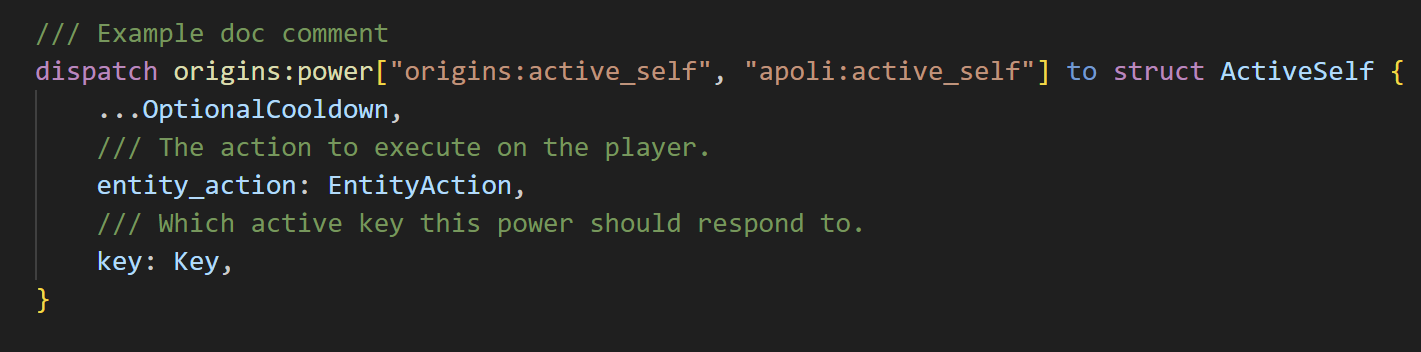 /// Example doc comment
dispatch origins:power["origins:active_self", "apoli:active_self"] to struct ActiveSelf {
    ...OptionalCooldown,
    /// The action to execute on the player.
    entity_action: EntityAction,
    /// Which active key this power should respond to.
    key: Key,
}